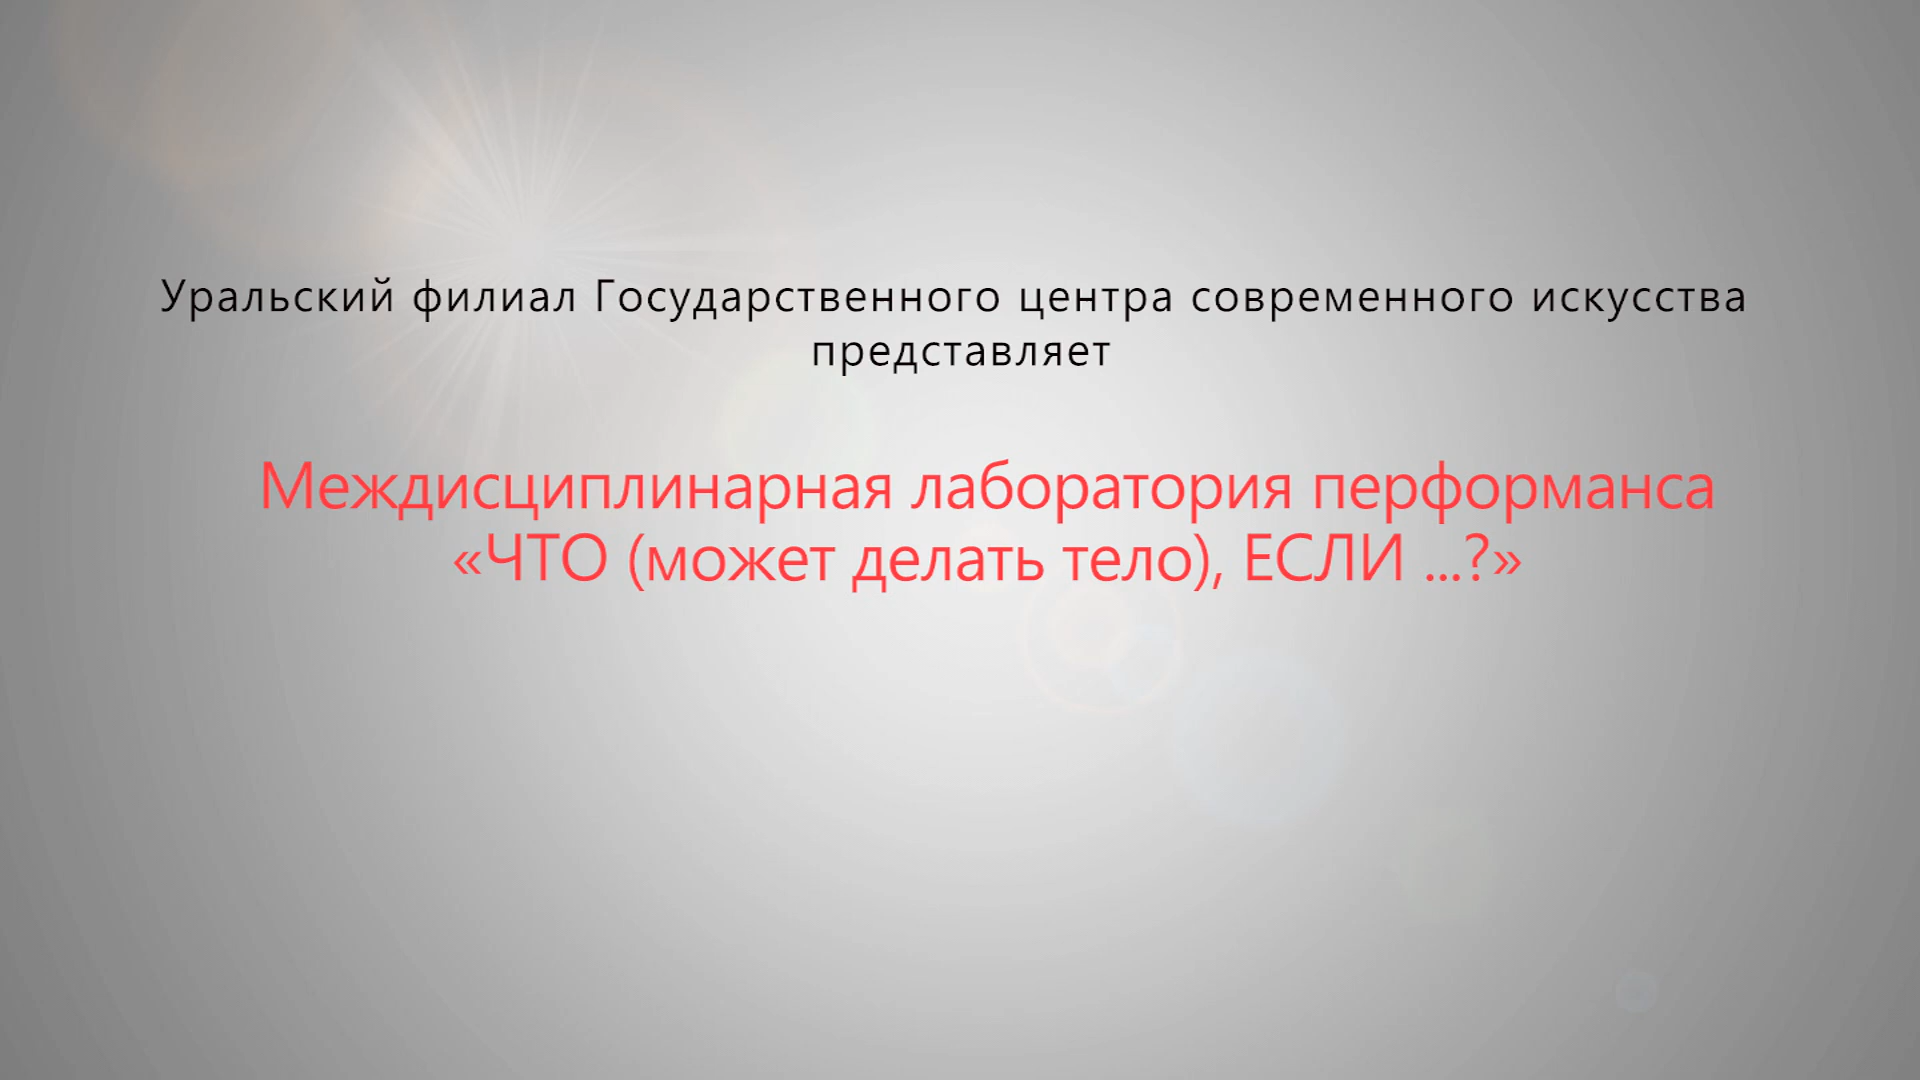 Уральский филиал Государственного центра современного искусства
представляет
Междисциплинарная лаборатория перформанса
«ЧТО (может делать тело), ЕСЛИ ...?»